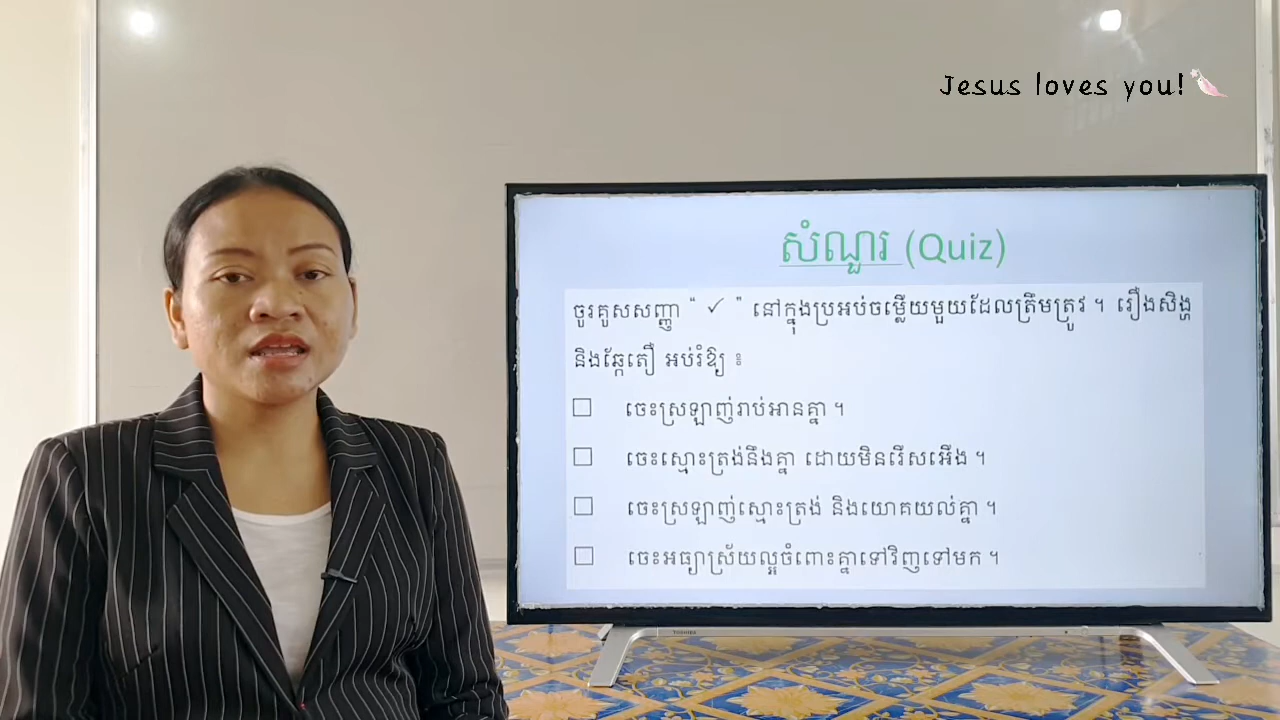 Jesus loves you!
សំណួរ (Quiz)
ចូរគូសសញ្ញា “ ✓ ” នៅក្នុងប្រអប់ចម្លើយមួយដែលត្រឹមត្រូវ ។ រឿងសិង្ហ
និងឆ្កែតឿ អប់រំឱ្យ ៖
☐ ចេះស្រឡាញ់រាប់អានគ្នា ។
☐ ចេះស្មោះត្រង់នឹងគ្នា ដោយមិនរើសអើង ។
☐ ចេះស្រឡាញ់ស្មោះត្រង់ និងយោគយល់គ្នា ។
☐ ចេះអធ្យាស្រ័យល្អចំពោះគ្នាទៅវិញទៅមក ។
TOSHIBA